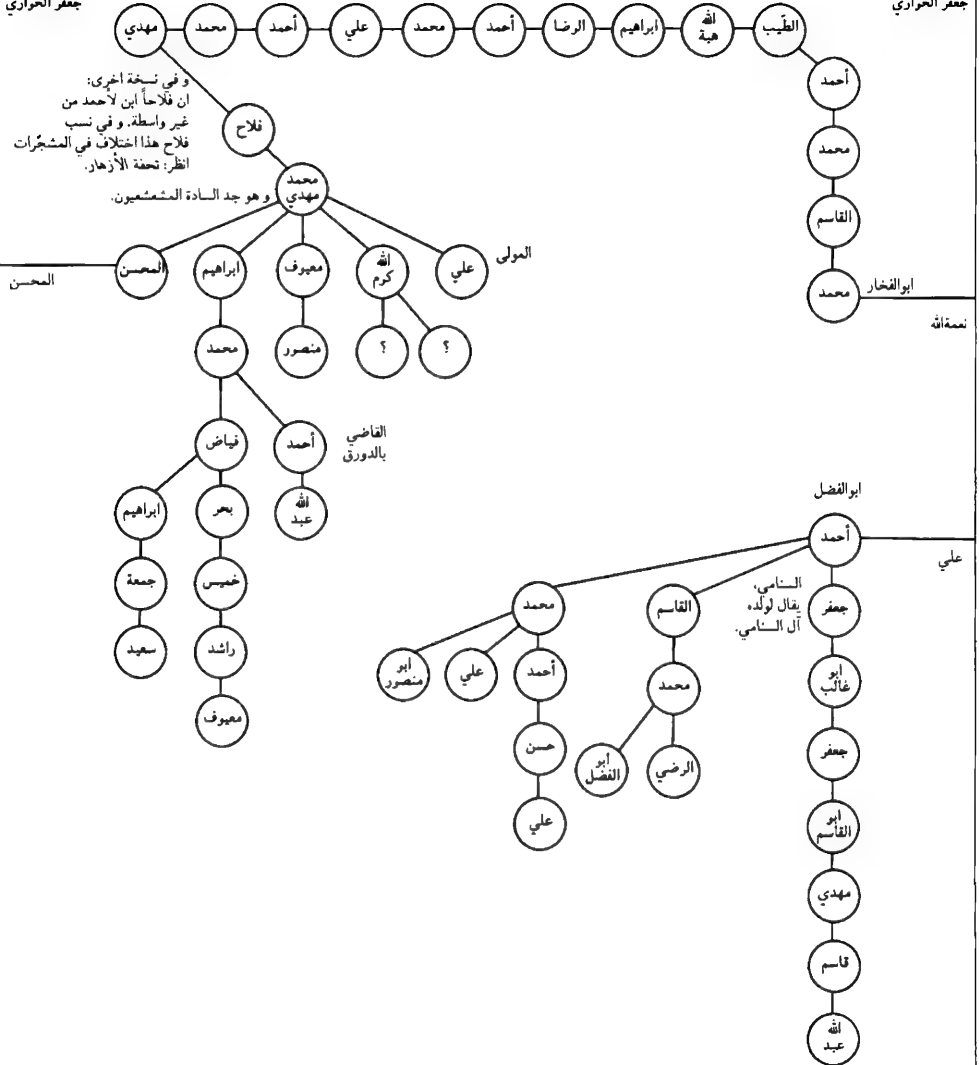 جعفر الحواري
جعفر الحواري
الطّيب
الله
هبة
ابراهيم
الرضا
أحمد
محمد
علي
أحمد
محمد
مهدي
أحمد
محمد
القاسم
محمد
ابوالفخار
نعمةالله
و في نسخة اخرى:
ان فلاحاً ابن لأحمد من
غير واسطة. و في نسب
فلاح هذا اختلاف في المشجّرات
انظر: تحفة الأزهار.
فلاح
محمد
مهدي
و هو جد السادة المشعشعيون.
المولى
علي
الله
كرم
معيوف
ابراهيم
المحسن
المحسن
؟
؟
منصور
محمد
القاضي
بالدورق
أحمد
فياض
الله
عبد
بحر
ابراهيم
خميس
جمعة
راشد
سعيد
معيوف
ابوالفضل
أحمد
علي
السنامي،
يقال لولده
آل السنامي.
جعفر
القاسم
محمد
ابو
غالب
محمد
أحمد
علي
ابو
منصور
جعفر
الرضي
أبو
الفضل
حسن
ابو
القاسم
علي
مهدي
قاسم
الله
عبد